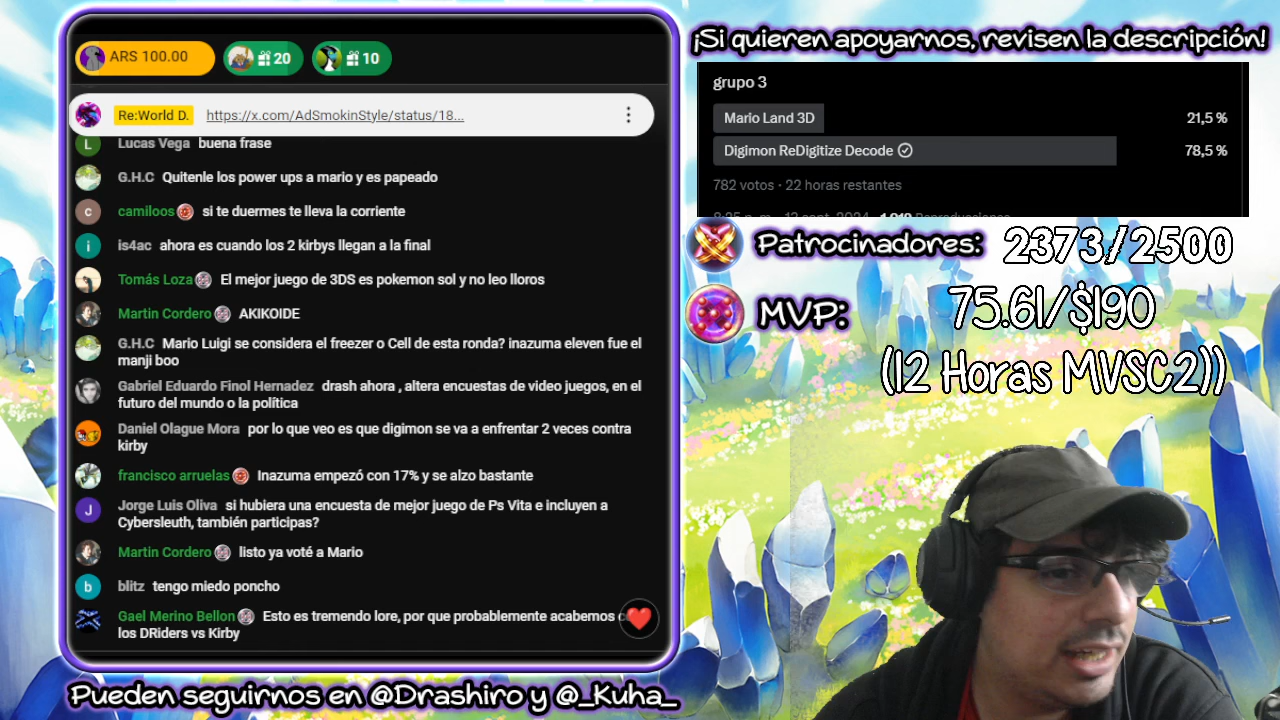 ARS 100.00
20
10
Re:World D. https://x.com/AdSmokinStyle/status/18...
L Lucas Vega buena frase
G.H.C Quitenle los power ups a mario y es papeado
c camiloos si te duermes te lleva la corriente
i is4ac ahora es cuando los 2 kirbys llegan a la final
Tomás Loza El mejor juego de 3DS es pokemon sol y no leo lloros
Martin Cordero AKIKOIDE
G.H.C Mario Luigi se considera el freezer o Cell de esta ronda? inazuma eleven fue el
manji boo
Gabriel Eduardo Finol Hernadez drash ahora , altera encuestas de video juegos, en el
futuro del mundo o la política
Daniel Olague Mora por lo que veo es que digimon se va a enfrentar 2 veces contra
kirby
francisco arruelas Inazuma empezó con 17% y se alzo bastante
J Jorge Luis Oliva si hubiera una encuesta de mejor juego de Ps Vita e incluyen a
Cybersleuth, también participas?
Martin Cordero listo ya voté a Mario
b blitz tengo miedo poncho
Gael Merino Bellon Esto es tremendo lore, por que probablemente acabemos
los DRiders vs Kirby
Pueden seguirnos en @Drashiro y @_Kuha_
¡Si quieren apoyarnos, revisen la descripción!
grupo 3
Mario Land 3D 21,5 %
Digimon ReDigitize Decode 78,5 %
782 votos · 22 horas restantes
Patrocinadores: 2373/2500
MVP: 75.61/$190
(12 Horas MVSC2))